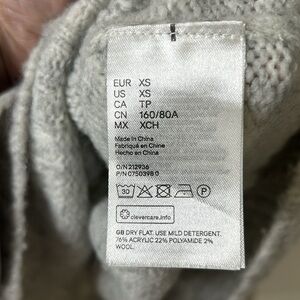 EUR XS
US XS
CA TP
CN 160/80A
MX XCH
Made in China
Fabriqué en Chine
Hecho en China
O/N 212936
P/N 0750398 0
30 P
clevercare.info
GB DRY FLAT. USE MILD DETERGENT.
76% ACRYLIC 22% POLYAMIDE 2%
WOOL.